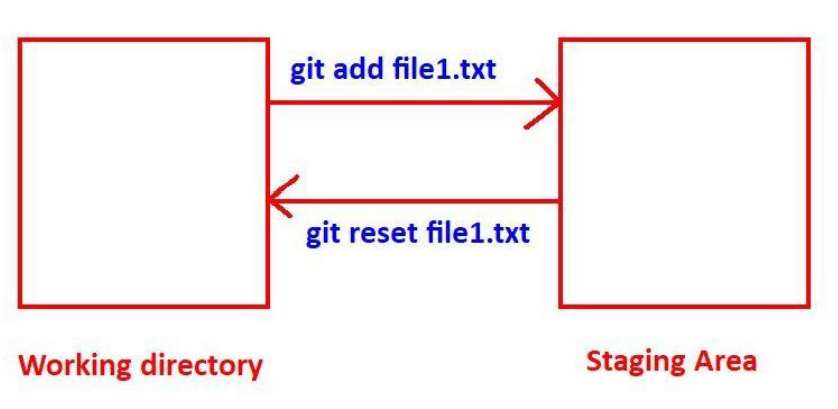 git add file1.txt
git reset file1.txt
Working directory
Staging Area